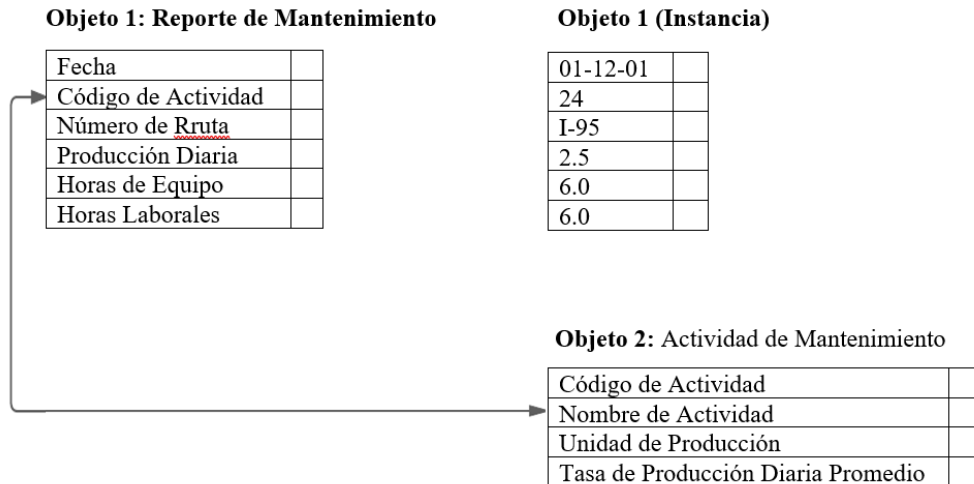 Objeto 1: Reporte de Mantenimiento
Fecha
Código de Actividad
Número de Rruta
Producción Diaria
Horas de Equipo
Horas Laborales
Objeto 1 (Instancia)
01-12-01
24
I-95
2.5
6.0
6.0
Objeto 2: Actividad de Mantenimiento
Código de Actividad
Nombre de Actividad
Unidad de Producción
Tasa de Producción Diaria Promedio